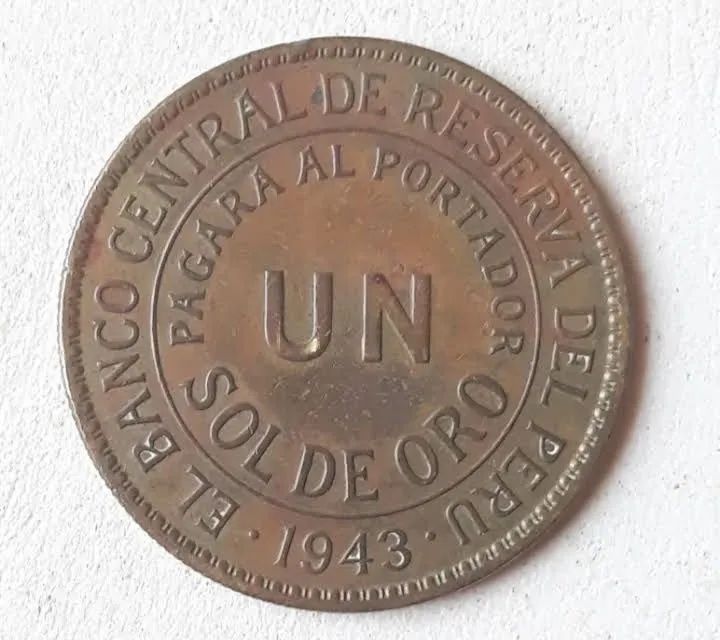 EL BANCO CENTRAL DE RESERVA DEL PERU
PAGARA AL PORTADOR
UN
SOL DE ORO
· 1943 ·